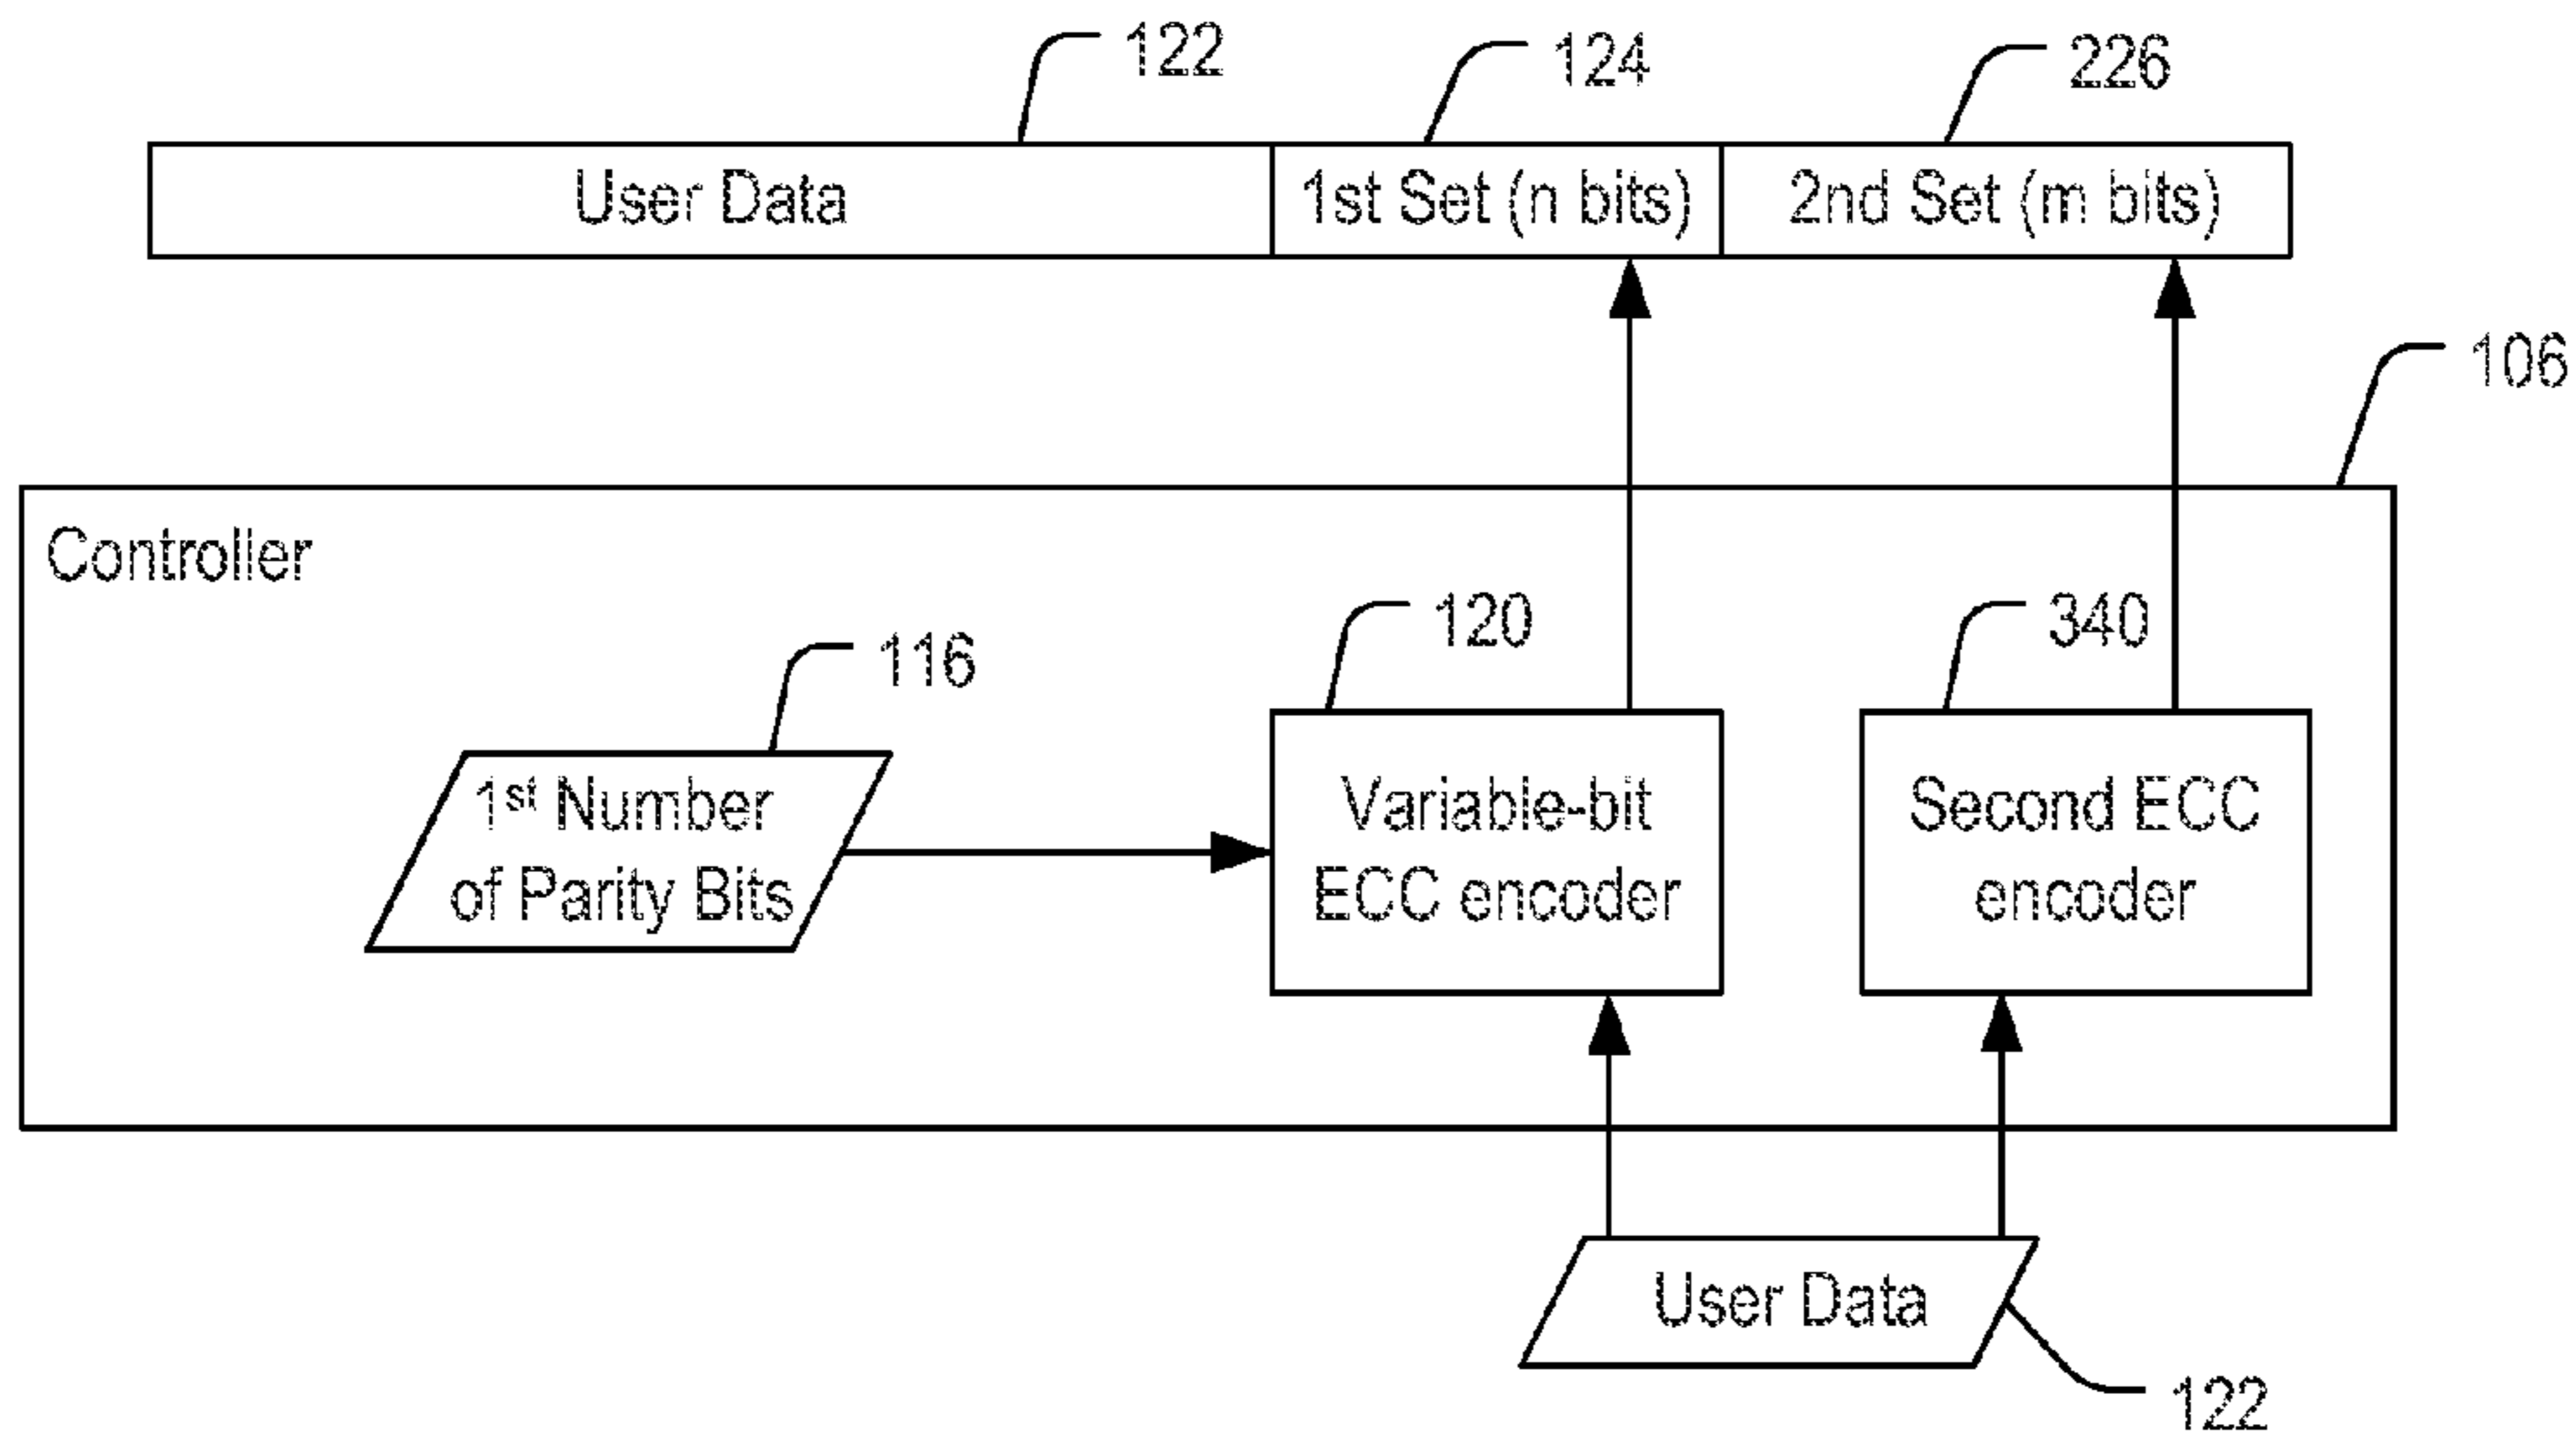 122
124
226
User Data
1st Set (n bits)
2nd Set (m bits)
106
Controller
116
120
340
1st Number
of Parity Bits
Variable-bit
ECC encoder
Second ECC
encoder
User Data
122